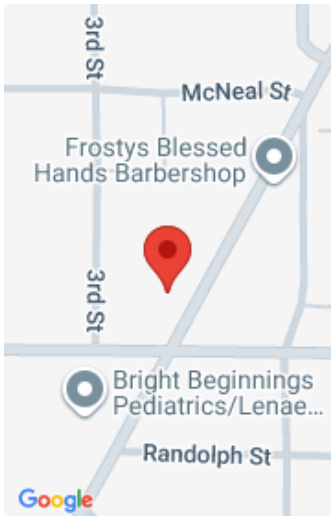 3rd St
McNeal St
Frostys Blessed
Hands Barbershop
3rd St
Bright Beginnings
Pediatrics/Lenae...
Randolph St
Google